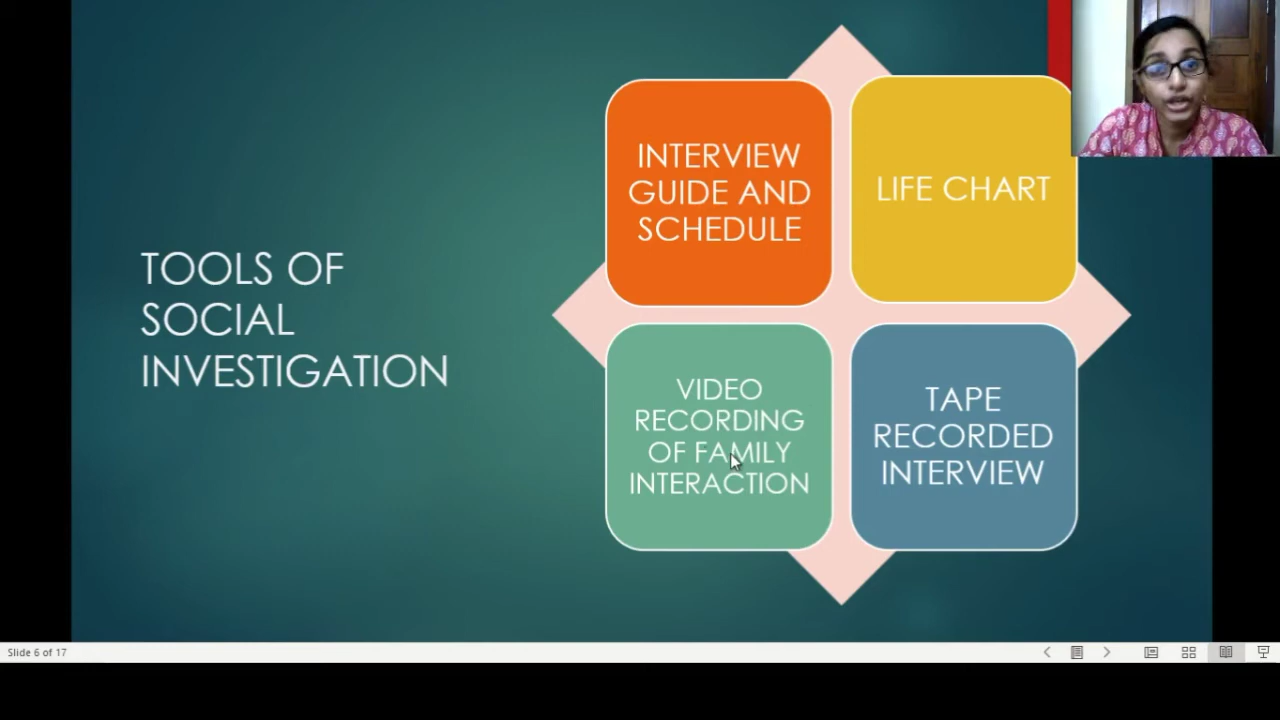 TOOLS OF
SOCIAL
INVESTIGATION
INTERVIEW
GUIDE AND
SCHEDULE
LIFE CHART
VIDEO
RECORDING
OF FAMILY
INTERACTION
TAPE
RECORDED
INTERVIEW
Slide 6 of 17